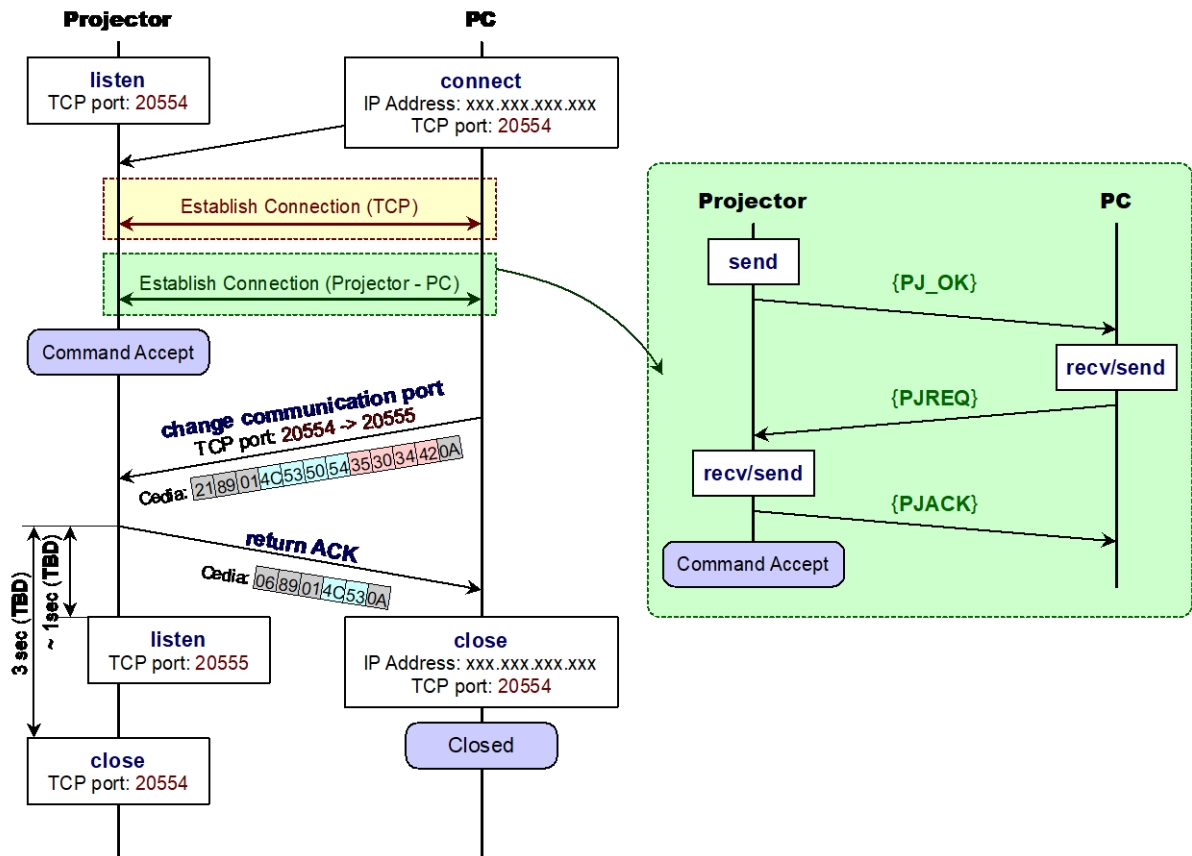 Projector
PC
listen
TCP port: 20554
connect
IP Address: xxx.xxx.xxx.xxx
TCP port: 20554
Establish Connection (TCP)
Establish Connection (Projector - PC)
Command Accept
change communication port
TCP port: 20554 -> 20555
Cedia: 21 89 01 4C 53 50 54 35 30 34 42 0A
return ACK
Cedia: 06 89 01 4C 53 0A
3 sec (TBD)
~ 1sec (TBD)
listen
TCP port: 20555
close
IP Address: xxx.xxx.xxx.xxx
TCP port: 20554
Closed
close
TCP port: 20554
Projector
PC
send
{PJ_OK}
recv/send
{PJREQ}
recv/send
{PJACK}
Command Accept